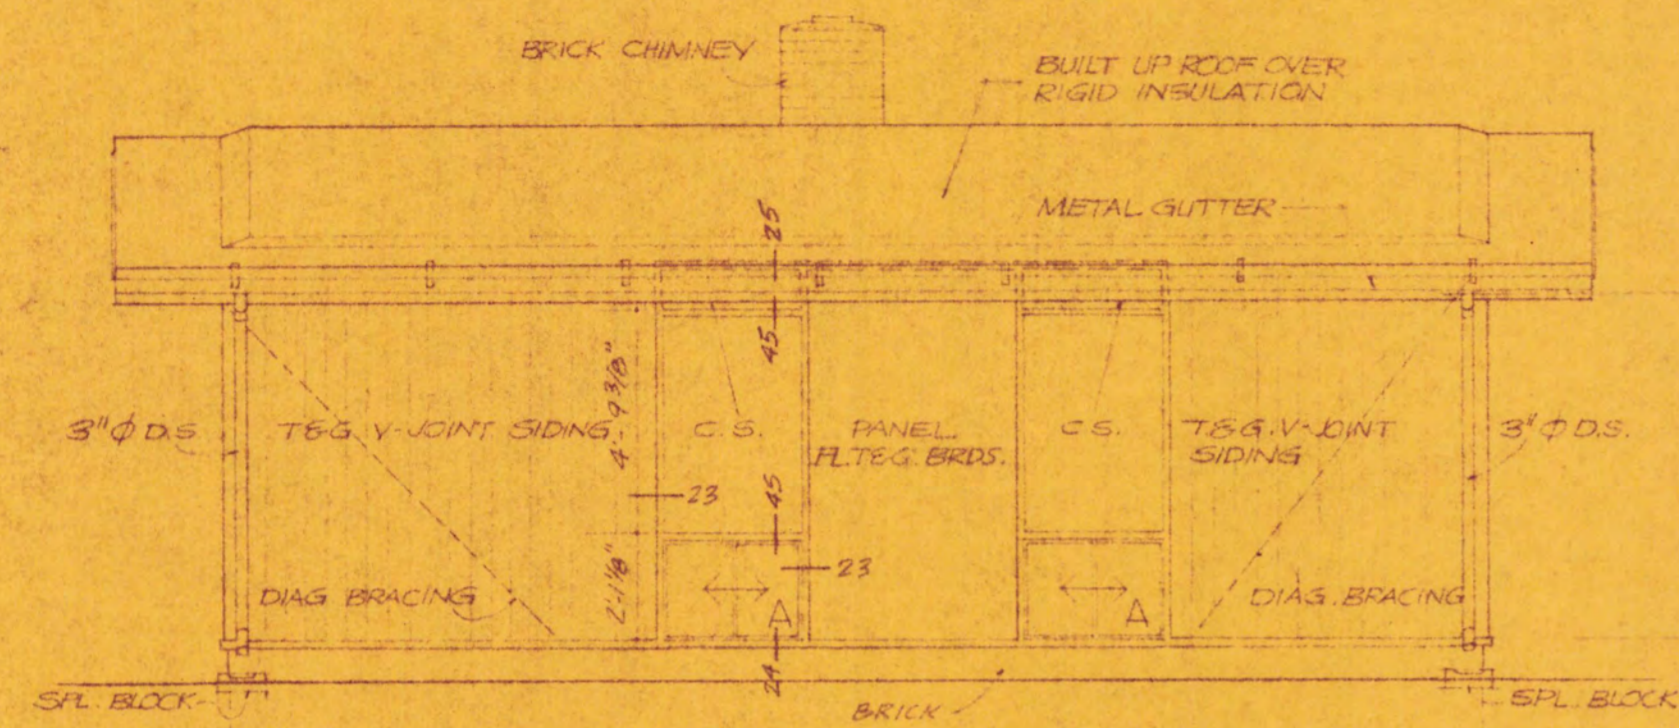 BRICK CHIMNEY
BUILT UP ROOF OVER
RIGID INSULATION
METAL GUTTER
25
45
4'-9 3/8"
3" Ø D.S.
T&G V-JOINT SIDING
C.S.
PANEL
FL. T&G. BRDS.
C.S.
T.&G. V-JOINT
SIDING
3" Ø D.S.
23
45
2'-1 1/8"
23
DIAG BRACING
A
A
DIAG. BRACING
24
SPL. BLOCK
BRICK
SPL. BLOCK